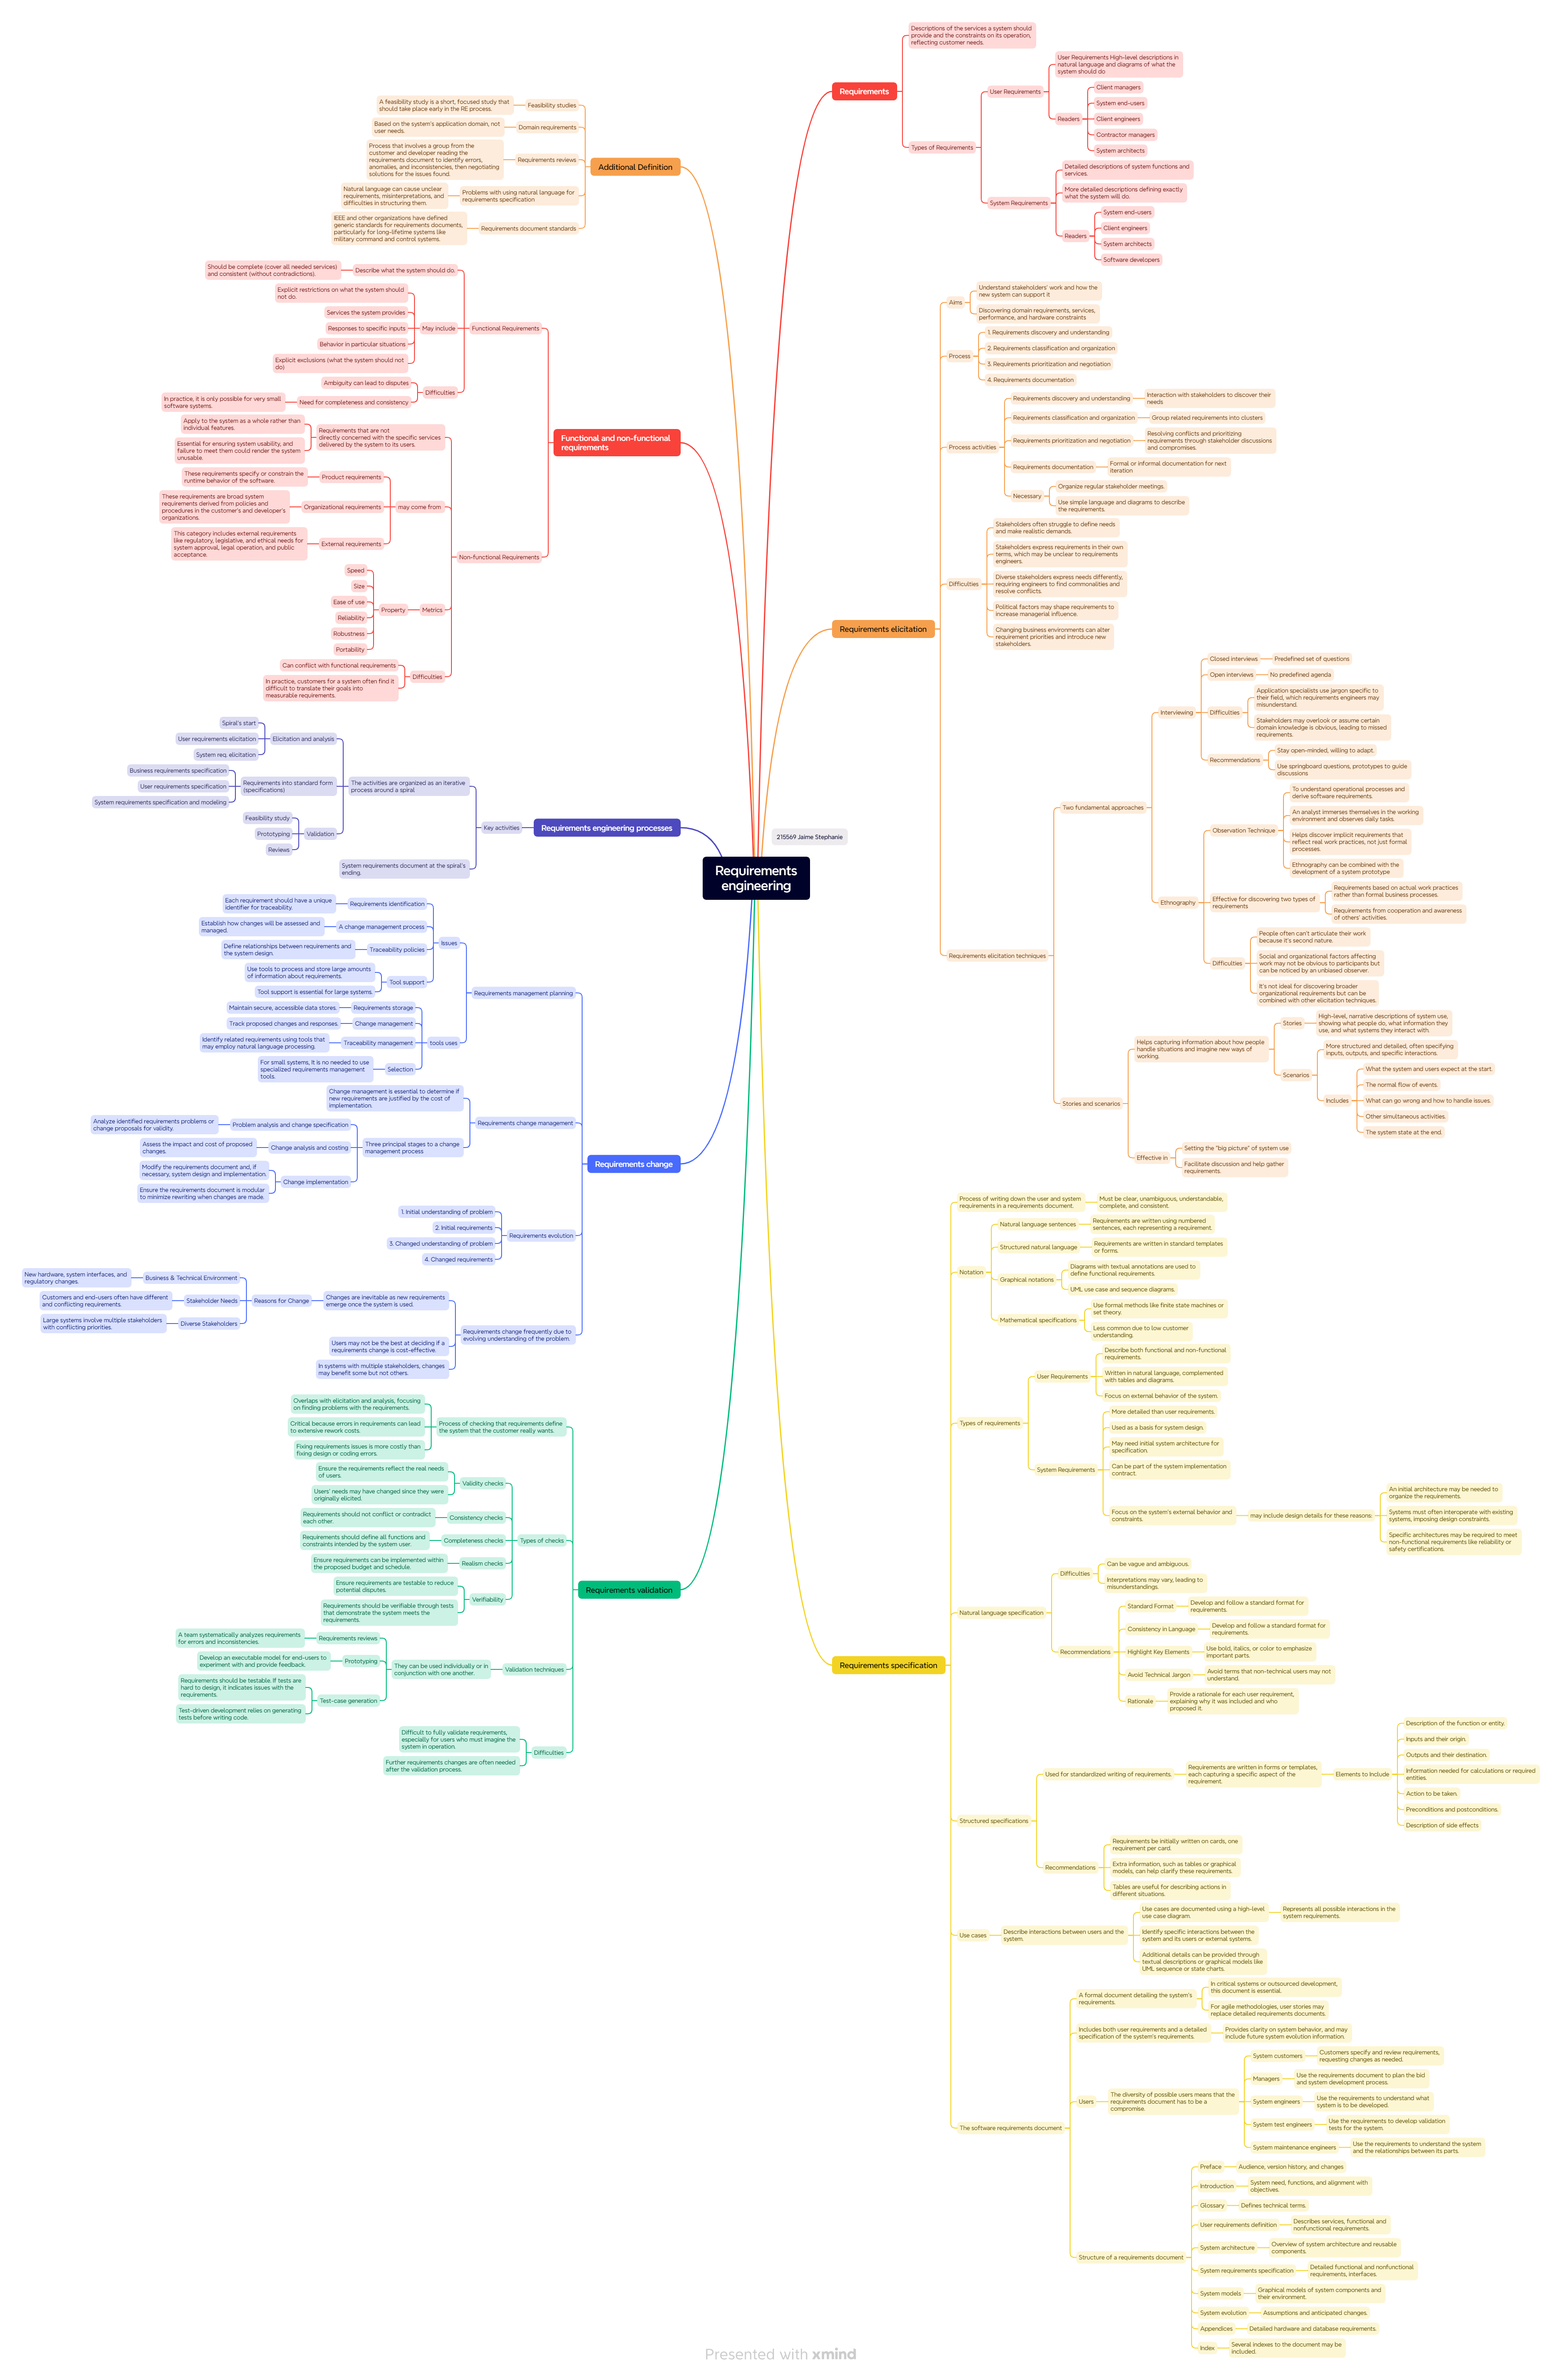 Requirements
engineering
215569 Jaime Stephanie
Requirements
Descriptions of the services a system should
provide and the constraints on its operation,
reflecting customer needs.
Types of Requirements
User Requirements
User Requirements High-level descriptions in
natural language and diagrams of what the
system should do
Readers
Client managers
System end-users
Client engineers
Contractor managers
System architects
System Requirements
Detailed descriptions of system functions and
services.
More detailed descriptions defining exactly
what the system will do.
Readers
System end-users
Client engineers
System architects
Software developers
Requirements elicitation
Aims
Understand stakeholders' work and how the
new system can support it
Discovering domain requirements, services,
performance, and hardware constraints
Process
1. Requirements discovery and understanding
2. Requirements classification and organization
3. Requirements prioritization and negotiation
4. Requirements documentation
Process activities
Requirements discovery and understanding
Interaction with stakeholders to discover their
needs
Requirements classification and organization
Group related requirements into clusters
Requirements prioritization and negotiation
Resolving conflicts and prioritizing
requirements through stakeholder discussions
and compromises.
Requirements documentation
Formal or informal documentation for next
iteration
Necessary
Organize regular stakeholder meetings.
Use simple language and diagrams to describe
the requirements.
Difficulties
Stakeholders often struggle to define needs
and make realistic demands.
Stakeholders express requirements in their own
terms, which may be unclear to requirements
engineers.
Diverse stakeholders express needs differently,
requiring engineers to find commonalities and
resolve conflicts.
Political factors may shape requirements to
increase managerial influence.
Changing business environments can alter
requirement priorities and introduce new
stakeholders.
Requirements elicitation techniques
Two fundamental approaches
Interviewing
Closed interviews
Predefined set of questions
Open interviews
No predefined agenda
Difficulties
Application specialists use jargon specific to
their field, which requirements engineers may
misunderstand.
Stakeholders may overlook or assume certain
domain knowledge is obvious, leading to missed
requirements.
Recommendations
Stay open-minded, willing to adapt.
Use springboard questions, prototypes to guide
discussions
Ethnography
Observation Technique
To understand operational processes and
derive software requirements.
An analyst immerses themselves in the working
environment and observes daily tasks.
Helps discover implicit requirements that
reflect real work practices, not just formal
processes.
Ethnography can be combined with the
development of a system prototype
Effective for discovering two types of
requirements
Requirements based on actual work practices
rather than formal business processes.
Requirements from cooperation and awareness
of others' activities.
Difficulties
People often can't articulate their work
because it's second nature.
Social and organizational factors affecting
work may not be obvious to participants but
can be noticed by an unbiased observer.
It's not ideal for discovering broader
organizational requirements but can be
combined with other elicitation techniques.
Stories and scenarios
Helps capturing information about how people
handle situations and imagine new ways of
working.
Stories
High-level, narrative descriptions of system use,
showing what people do, what information they
use, and what systems they interact with.
Scenarios
More structured and detailed, often specifying
inputs, outputs, and specific interactions.
Includes
What the system and users expect at the start.
The normal flow of events.
What can go wrong and how to handle issues.
Other simultaneous activities.
The system state at the end.
Effective in
Setting the "big picture" of system use
Facilitate discussion and help gather
requirements.
Requirements specification
Process of writing down the user and system
requirements in a requirements document.
Must be clear, unambiguous, understandable,
complete, and consistent.
Notation
Natural language sentences
Requirements are written using numbered
sentences, each representing a requirement.
Structured natural language
Requirements are written in standard templates
or forms.
Graphical notations
Diagrams with textual annotations are used to
define functional requirements.
UML use case and sequence diagrams.
Mathematical specifications
Use formal methods like finite state machines or
set theory.
Less common due to low customer
understanding.
Types of requirements
User Requirements
Describe both functional and non-functional
requirements.
Written in natural language, complemented
with tables and diagrams.
Focus on external behavior of the system.
System Requirements
More detailed than user requirements.
Used as a basis for system design.
May need initial system architecture for
specification.
Can be part of the system implementation
contract.
Focus on the system's external behavior and
constraints.
may include design details for these reasons:
An initial architecture may be needed to
organize the requirements.
Systems must often interoperate with existing
systems, imposing design constraints.
Specific architectures may be required to meet
non-functional requirements like reliability or
safety certifications.
Natural language specification
Difficulties
Can be vague and ambiguous.
Interpretations may vary, leading to
misunderstandings.
Recommendations
Standard Format
Develop and follow a standard format for
requirements.
Consistency in Language
Develop and follow a standard format for
requirements.
Highlight Key Elements
Use bold, italics, or color to emphasize
important parts.
Avoid Technical Jargon
Avoid terms that non-technical users may not
understand.
Rationale
Provide a rationale for each user requirement,
explaining why it was included and who
proposed it.
Structured specifications
Used for standardized writing of requirements.
Requirements are written in forms or templates,
each capturing a specific aspect of the
requirement.
Elements to Include
Description of the function or entity.
Inputs and their origin.
Outputs and their destination.
Information needed for calculations or required
entities.
Action to be taken.
Preconditions and postconditions.
Description of side effects
Recommendations
Requirements be initially written on cards, one
requirement per card.
Extra information, such as tables or graphical
models, can help clarify these requirements.
Tables are useful for describing actions in
different situations.
Use cases
Describe interactions between users and the
system.
Use cases are documented using a high-level
use case diagram.
Represents all possible interactions in the
system requirements.
Identify specific interactions between the
system and its users or external systems.
Additional details can be provided through
textual descriptions or graphical models like
UML sequence or state charts.
The software requirements document
A formal document detailing the system's
requirements.
In critical systems or outsourced development,
this document is essential.
For agile methodologies, user stories may
replace detailed requirements documents.
Includes both user requirements and a detailed
specification of the system's requirements.
Provides clarity on system behavior, and may
include future system evolution information.
Users
The diversity of possible users means that the
requirements document has to be a
compromise.
System customers
Customers specify and review requirements,
requesting changes as needed.
Managers
Use the requirements document to plan the bid
and system development process.
System engineers
Use the requirements to understand what
system is to be developed.
System test engineers
Use the requirements to develop validation
tests for the system.
System maintenance engineers
Use the requirements to understand the system
and the relationships between its parts.
Structure of a requirements document
Preface
Audience, version history, and changes
Introduction
System need, functions, and alignment with
objectives.
Glossary
Defines technical terms.
User requirements definition
Describes services, functional and
nonfunctional requirements.
System architecture
Overview of system architecture and reusable
components.
System requirements specification
Detailed functional and nonfunctional
requirements, interfaces.
System models
Graphical models of system components and
their environment.
System evolution
Assumptions and anticipated changes.
Appendices
Detailed hardware and database requirements.
Index
Several indexes to the document may be
included.
Additional Definition
Feasibility studies
A feasibility study is a short, focused study that
should take place early in the RE process.
Domain requirements
Based on the system's application domain, not
user needs.
Requirements reviews
Process that involves a group from the
customer and developer reading the
requirements document to identify errors,
anomalies, and inconsistencies, then negotiating
solutions for the issues found.
Problems with using natural language for
requirements specification
Natural language can cause unclear
requirements, misinterpretations, and
difficulties in structuring them.
Requirements document standards
IEEE and other organizations have defined
generic standards for requirements documents,
particularly for long-lifetime systems like
military command and control systems.
Functional and non-functional
requirements
Functional Requirements
Describe what the system should do.
Should be complete (cover all needed services)
and consistent (without contradictions).
May include
Explicit restrictions on what the system should
not do.
Services the system provides
Responses to specific inputs
Behavior in particular situations
Explicit exclusions (what the system should not
do)
Difficulties
Ambiguity can lead to disputes
Need for completeness and consistency
In practice, it is only possible for very small
software systems.
Non-functional Requirements
Requirements that are not
directly concerned with the specific services
delivered by the system to its users.
Apply to the system as a whole rather than
individual features.
Essential for ensuring system usability, and
failure to meet them could render the system
unusable.
may come from
Product requirements
These requirements specify or constrain the
runtime behavior of the software.
Organizational requirements
These requirements are broad system
requirements derived from policies and
procedures in the customer's and developer's
organizations.
External requirements
This category includes external requirements
like regulatory, legislative, and ethical needs for
system approval, legal operation, and public
acceptance.
Metrics
Property
Speed
Size
Ease of use
Reliability
Robustness
Portability
Difficulties
Can conflict with functional requirements
In practice, customers for a system often find it
difficult to translate their goals into
measurable requirements.
Requirements engineering processes
Key activities
The activities are organized as an iterative
process around a spiral
Elicitation and analysis
Spiral's start
User requirements elicitation
System req. elicitation
Requirements into standard form
(specifications)
Business requirements specification
User requirements specification
System requirements specification and modeling
Validation
Feasibility study
Prototyping
Reviews
System requirements document at the spiral's
ending.
Requirements change
Requirements management planning
Issues
Requirements identification
Each requirement should have a unique
identifier for traceability.
A change management process
Establish how changes will be assessed and
managed.
Traceability policies
Define relationships between requirements and
the system design.
Tool support
Use tools to process and store large amounts
of information about requirements.
Tool support is essential for large systems.
tools uses
Requirements storage
Maintain secure, accessible data stores.
Change management
Track proposed changes and responses.
Traceability management
Identify related requirements using tools that
may employ natural language processing.
Selection
For small systems, It is no needed to use
specialized requirements management
tools.
Requirements change management
Change management is essential to determine if
new requirements are justified by the cost of
implementation.
Three principal stages to a change
management process
Problem analysis and change specification
Analyze identified requirements problems or
change proposals for validity.
Change analysis and costing
Assess the impact and cost of proposed
changes.
Change implementation
Modify the requirements document and, if
necessary, system design and implementation.
Ensure the requirements document is modular
to minimize rewriting when changes are made.
Requirements evolution
1. Initial understanding of problem
2. Initial requirements
3. Changed understanding of problem
4. Changed requirements
Requirements change frequently due to
evolving understanding of the problem.
Changes are inevitable as new requirements
emerge once the system is used.
Reasons for Change
Business & Technical Environment
New hardware, system interfaces, and
regulatory changes.
Stakeholder Needs
Customers and end-users often have different
and conflicting requirements.
Diverse Stakeholders
Large systems involve multiple stakeholders
with conflicting priorities.
Users may not be the best at deciding if a
requirements change is cost-effective.
In systems with multiple stakeholders, changes
may benefit some but not others.
Requirements validation
Process of checking that requirements define
the system that the customer really wants.
Overlaps with elicitation and analysis, focusing
on finding problems with the requirements.
Critical because errors in requirements can lead
to extensive rework costs.
Fixing requirements issues is more costly than
fixing design or coding errors.
Types of checks
Validity checks
Ensure the requirements reflect the real needs
of users.
Users' needs may have changed since they were
originally elicited.
Consistency checks
Requirements should not conflict or contradict
each other.
Completeness checks
Requirements should define all functions and
constraints intended by the system user.
Realism checks
Ensure requirements can be implemented within
the proposed budget and schedule.
Verifiability
Ensure requirements are testable to reduce
potential disputes.
Requirements should be verifiable through tests
that demonstrate the system meets the
requirements.
Validation techniques
They can be used individually or in
conjunction with one another.
Requirements reviews
A team systematically analyzes requirements
for errors and inconsistencies.
Prototyping
Develop an executable model for end-users to
experiment with and provide feedback.
Test-case generation
Requirements should be testable. If tests are
hard to design, it indicates issues with the
requirements.
Test-driven development relies on generating
tests before writing code.
Difficulties
Difficult to fully validate requirements,
especially for users who must imagine the
system in operation.
Further requirements changes are often needed
after the validation process.
Presented with xmind